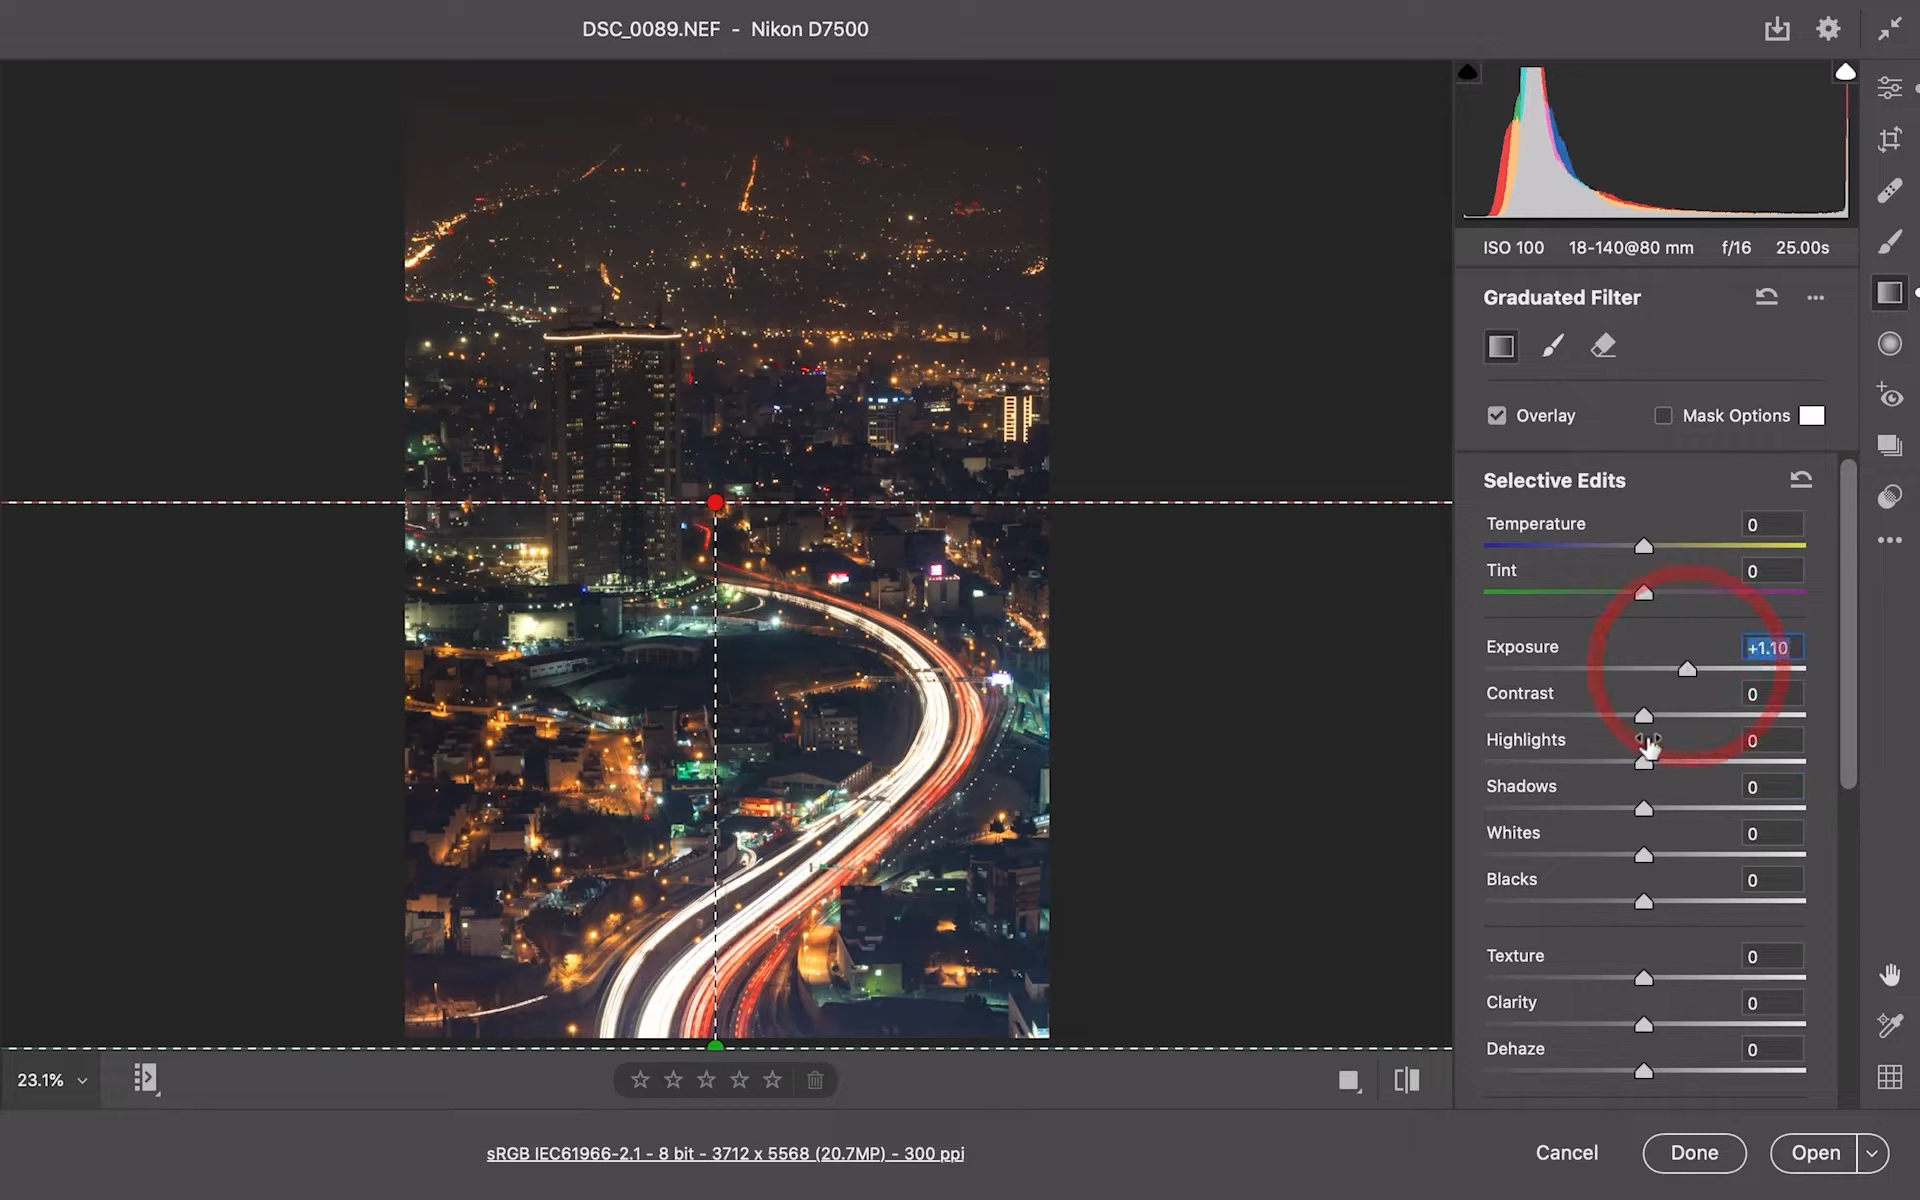 DSC_0089.NEF - Nikon D7500
ISO 100 18-140@80 mm f/16 25.00s
Graduated Filter
Overlay Mask Options
Selective Edits
Temperature 0
Tint 0
Exposure +1.10
Contrast 0
Highlights 0
Shadows 0
Whites 0
Blacks 0
Texture 0
Clarity 0
Dehaze 0
23.1%
sRGB IEC61966-2.1 - 8 bit - 3712 x 5568 (20.7MP) - 300 ppi
Cancel Done Open